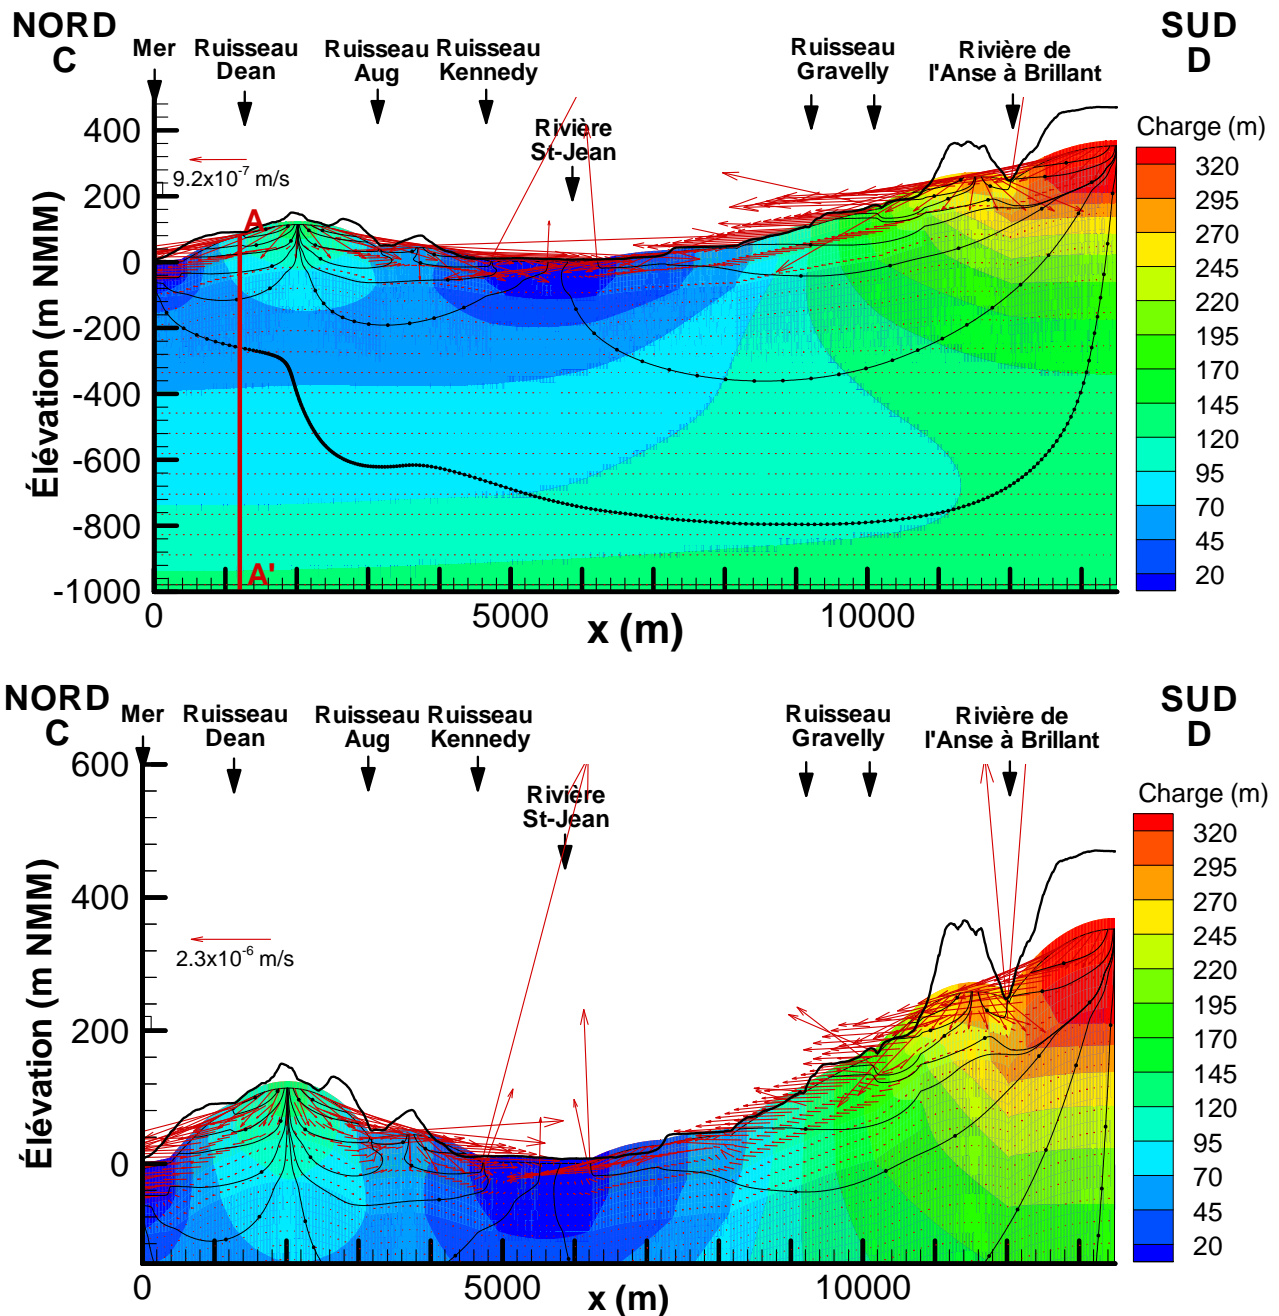 NORD
C
Mer
Ruisseau
Dean
Ruisseau
Aug
Ruisseau
Kennedy
Rivière
St-Jean
Ruisseau
Gravelly
Rivière de
l'Anse à Brillant
SUD
D
Charge (m)
320
295
270
245
220
195
170
145
120
95
70
45
20
Élévation (m NMM)
400
200
0
-200
-400
-600
-800
-1000
9.2x10⁻⁷ m/s
A
A'
0
5000
10000
x (m)
NORD
C
Mer
Ruisseau
Dean
Ruisseau
Aug
Ruisseau
Kennedy
Rivière
St-Jean
Ruisseau
Gravelly
Rivière de
l'Anse à Brillant
SUD
D
Charge (m)
320
295
270
245
220
195
170
145
120
95
70
45
20
Élévation (m NMM)
600
400
200
0
2.3x10⁻⁶ m/s
0
5000
10000
x (m)